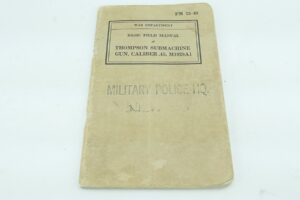 FM 23-40
WAR DEPARTMENT
BASIC FIELD MANUAL
THOMPSON SUBMACHINE
GUN, CALIBER .45, M1928A1
MILITARY POLICE HQ.